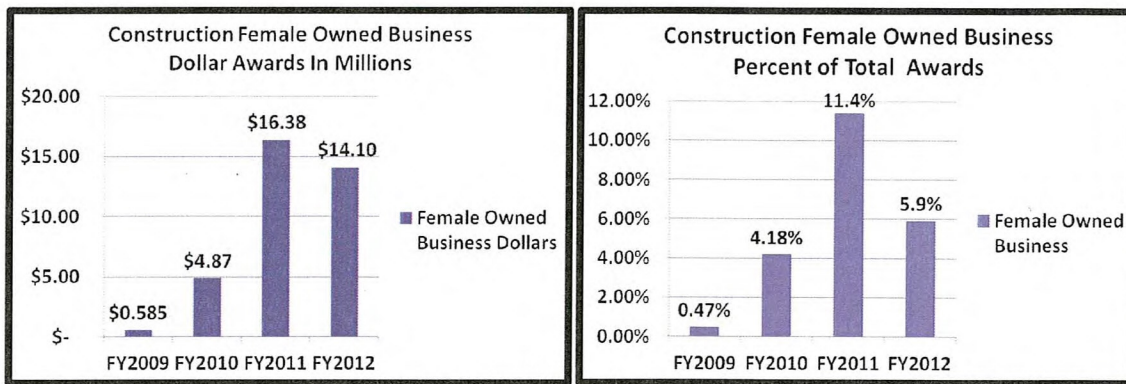 Construction Female Owned Business
Dollar Awards In Millions
$20.00
$15.00
$10.00
$5.00
$-
$0.585
$4.87
$16.38
$14.10
FY2009 FY2010 FY2011 FY2012
Female Owned
Business Dollars
Construction Female Owned Business
Percent of Total Awards
12.00%
10.00%
8.00%
6.00%
4.00%
2.00%
0.00%
0.47%
4.18%
11.4%
5.9%
FY2009 FY2010 FY2011 FY2012
Female Owned
Business